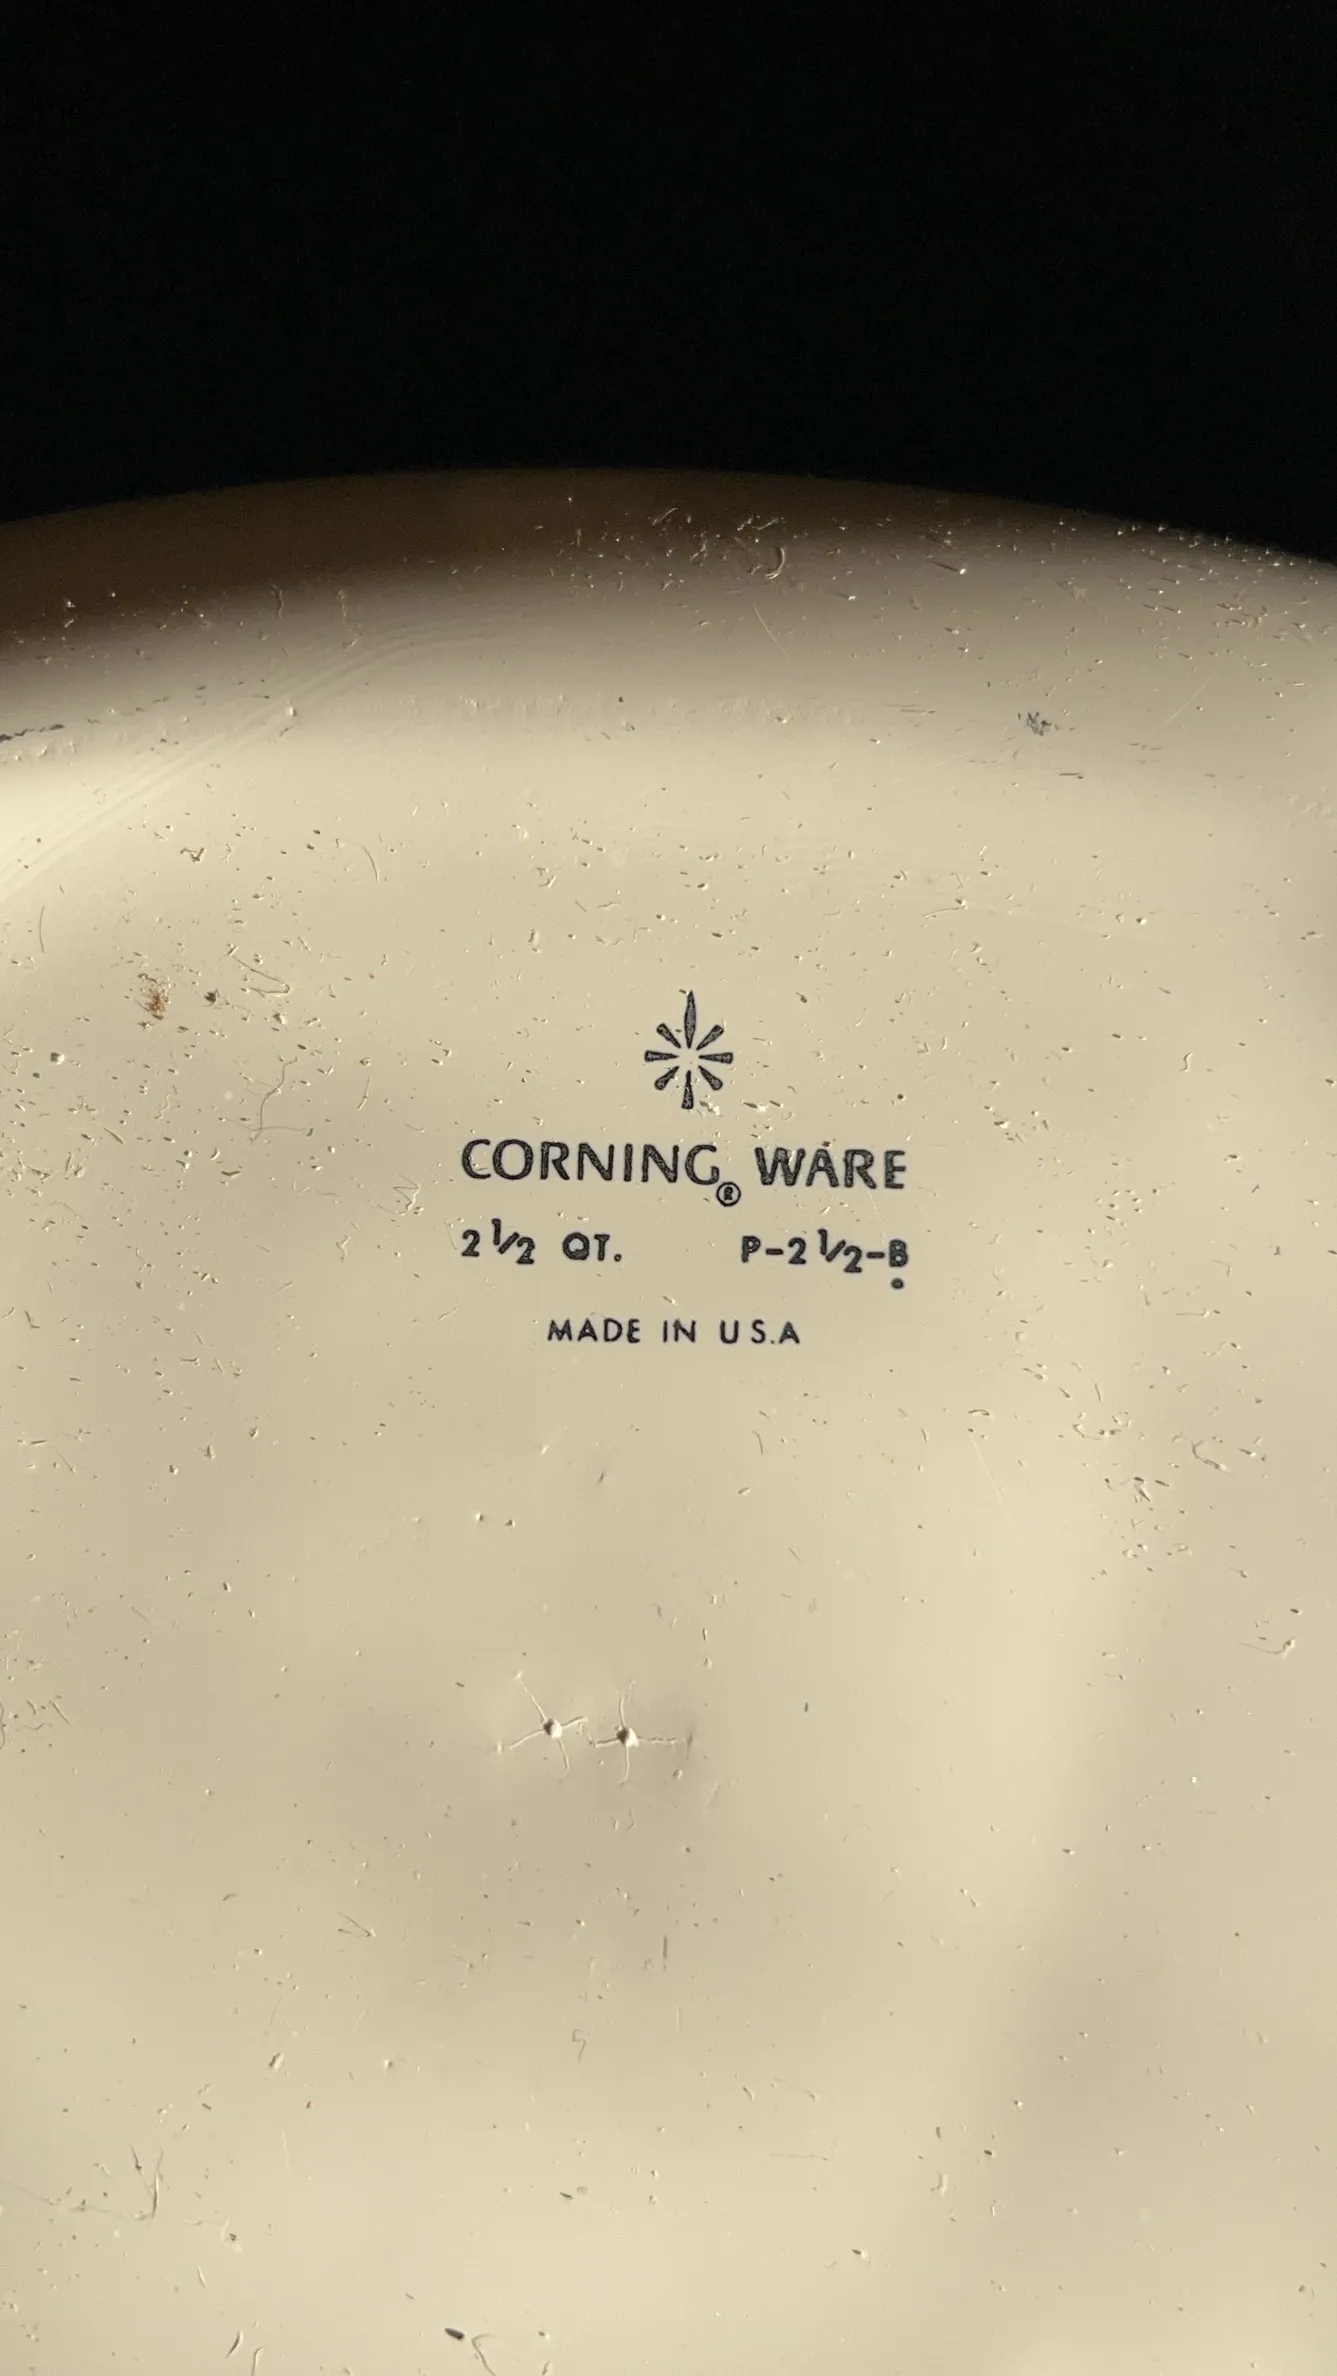 CORNING® WARE
2 1/2 QT. P-2 1/2-B
MADE IN U S.A